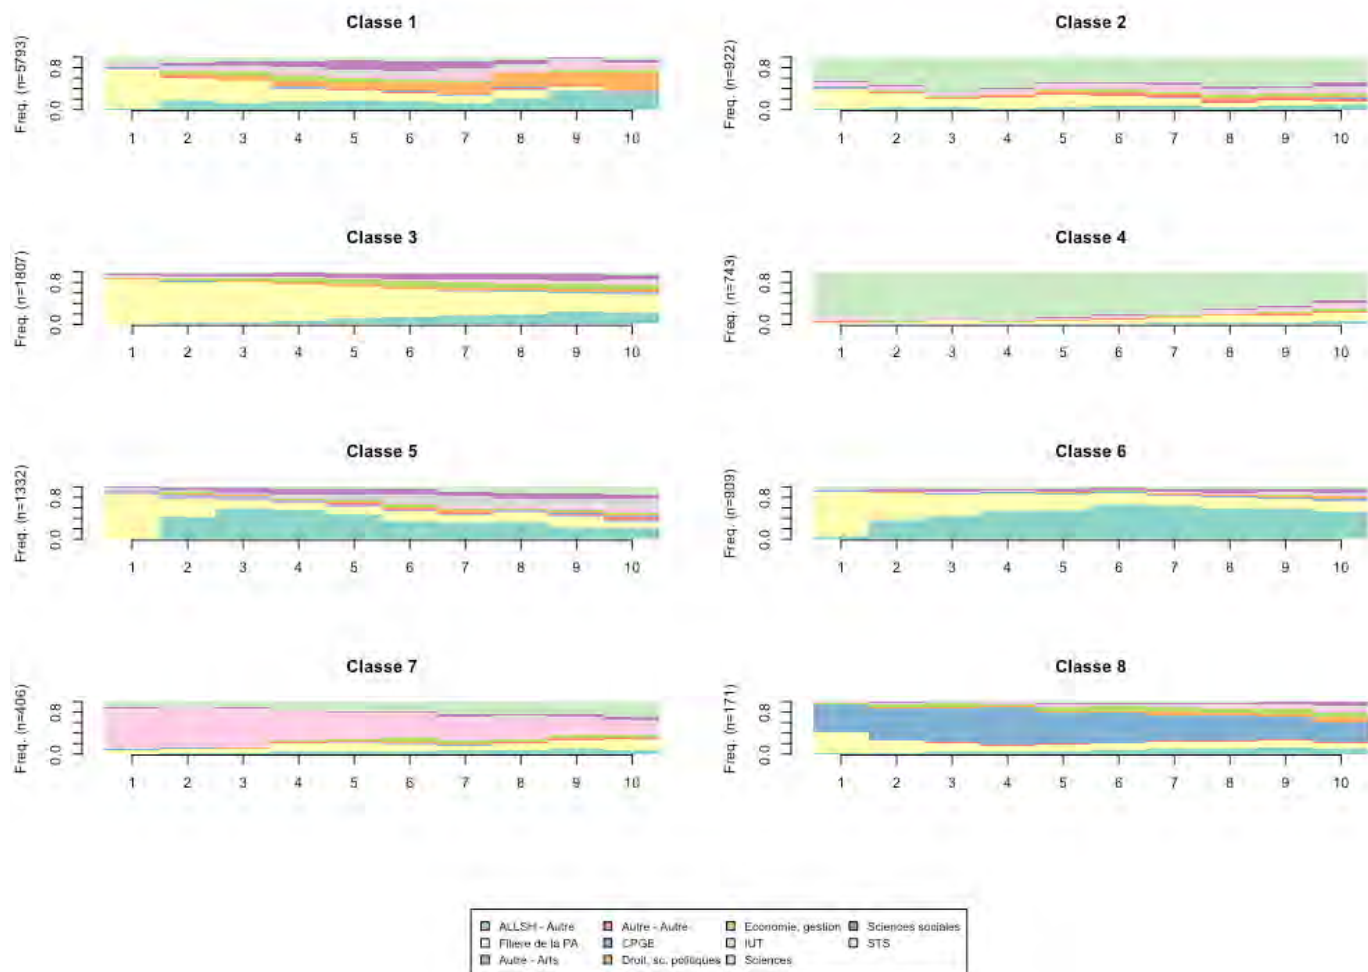 Classe 1
Freq. (n=5793)
0.0 0.8
1 2 3 4 5 6 7 8 9 10
Classe 2
Freq. (n=922)
0.0 0.8
1 2 3 4 5 6 7 8 9 10
Classe 3
Freq. (n=1807)
0.0 0.8
1 2 3 4 5 6 7 8 9 10
Classe 4
Freq. (n=743)
0.0 0.8
1 2 3 4 5 6 7 8 9 10
Classe 5
Freq. (n=1332)
0.0 0.8
1 2 3 4 5 6 7 8 9 10
Classe 6
Freq. (n=909)
0.0 0.8
1 2 3 4 5 6 7 8 9 10
Classe 7
Freq. (n=406)
0.0 0.8
1 2 3 4 5 6 7 8 9 10
Classe 8
Freq. (n=171)
0.0 0.8
1 2 3 4 5 6 7 8 9 10
ALLSH - Autre
Filiere de la PA
Autre - Arts
Autre - Autre
CPGE
Droit, sc. politiques
Economie, gestion
IUT
Sciences
Sciences sociales
STS